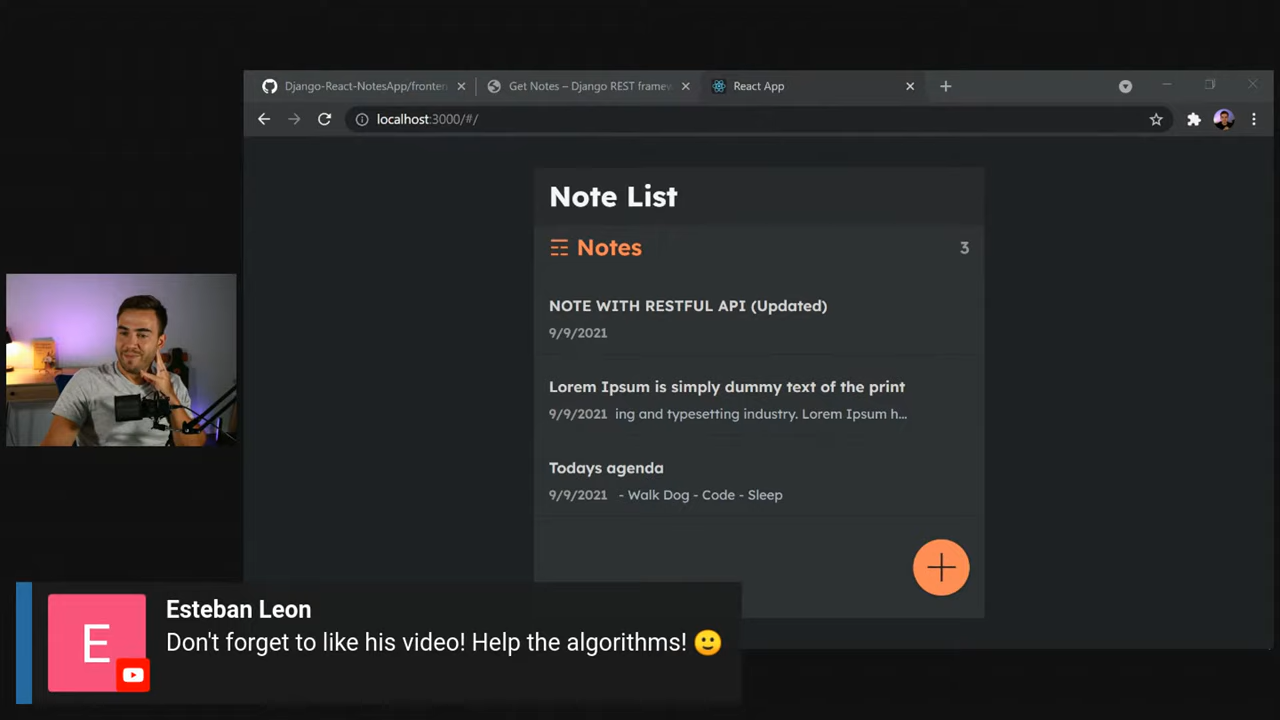 Django-React-NotesApp/fronten
Get Notes – Django REST framew
React App
localhost:3000/#/
Note List
Notes
3
NOTE WITH RESTFUL API (Updated)
9/9/2021
Lorem Ipsum is simply dummy text of the print
9/9/2021 ing and typesetting industry. Lorem Ipsum h...
Todays agenda
9/9/2021 - Walk Dog - Code - Sleep
E
Esteban Leon
Don't forget to like his video! Help the algorithms! 🙂